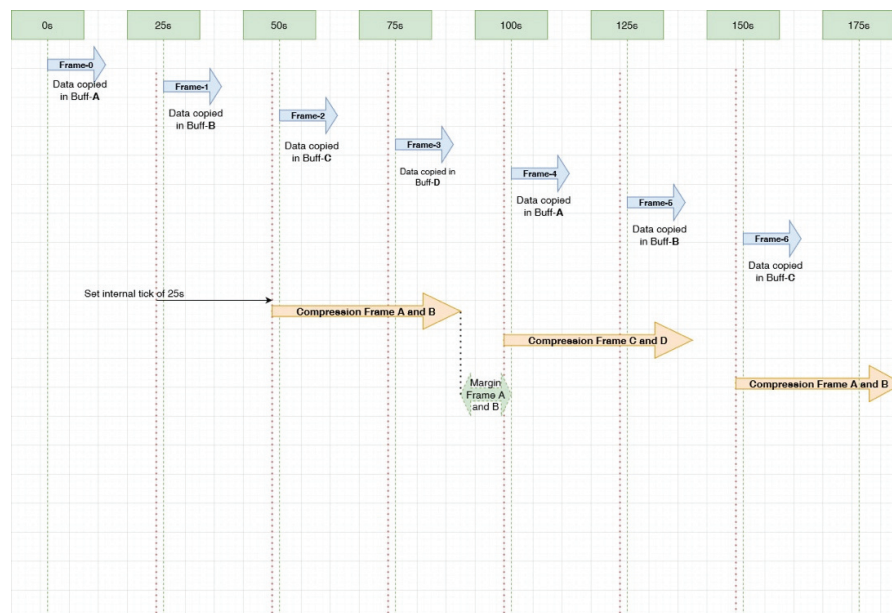 0s
25s
50s
75s
100s
125s
150s
175s
Frame-0
Data copied
in Buff-A
Frame-1
Data copied
in Buff-B
Frame-2
Data copied
in Buff-C
Frame-3
Data copied in
Buff-D
Frame-4
Data copied
in Buff-A
Frame-5
Data copied
in Buff-B
Frame-6
Data copied
in Buff-C
Set internal tick of 25s
Compression Frame A and B
Compression Frame C and D
Margin
Frame A
and B
Compression Frame A and B